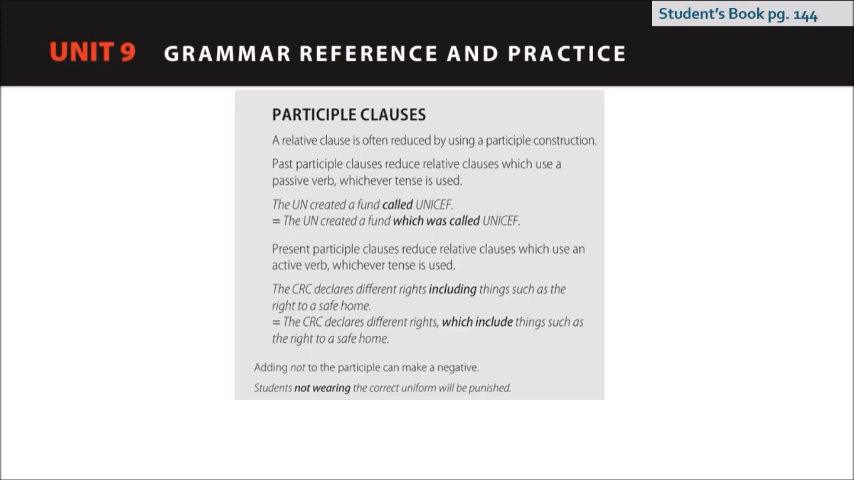 Student's Book pg. 144
UNIT 9 GRAMMAR REFERENCE AND PRACTICE
PARTICIPLE CLAUSES
A relative clause is often reduced by using a participle construction.
Past participle clauses reduce relative clauses which use a
passive verb, whichever tense is used.
The UN created a fund called UNICEF.
= The UN created a fund which was called UNICEF.
Present participle clauses reduce relative clauses which use an
active verb, whichever tense is used.
The CRC declares different rights including things such as the
right to a safe home.
= The CRC declares different rights, which include things such as
the right to a safe home.
Adding not to the participle can make a negative.
Students not wearing the correct uniform will be punished.